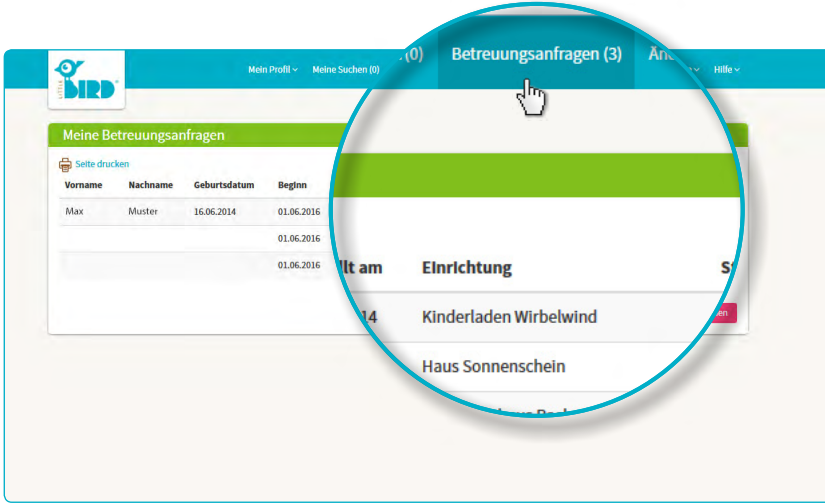 LITTLE BIRD
Mein Profil Meine Suchen (0) (0) Betreuungsanfragen (3) Hilfe
Meine Betreuungsanfragen
Seite drucken
Vorname Nachname Geburtsdatum Beginn
Max Muster 16.06.2014 01.06.2016
01.06.2016
01.06.2016
llt am Einrichtung
14 Kinderladen Wirbelwind
Haus Sonnenschein